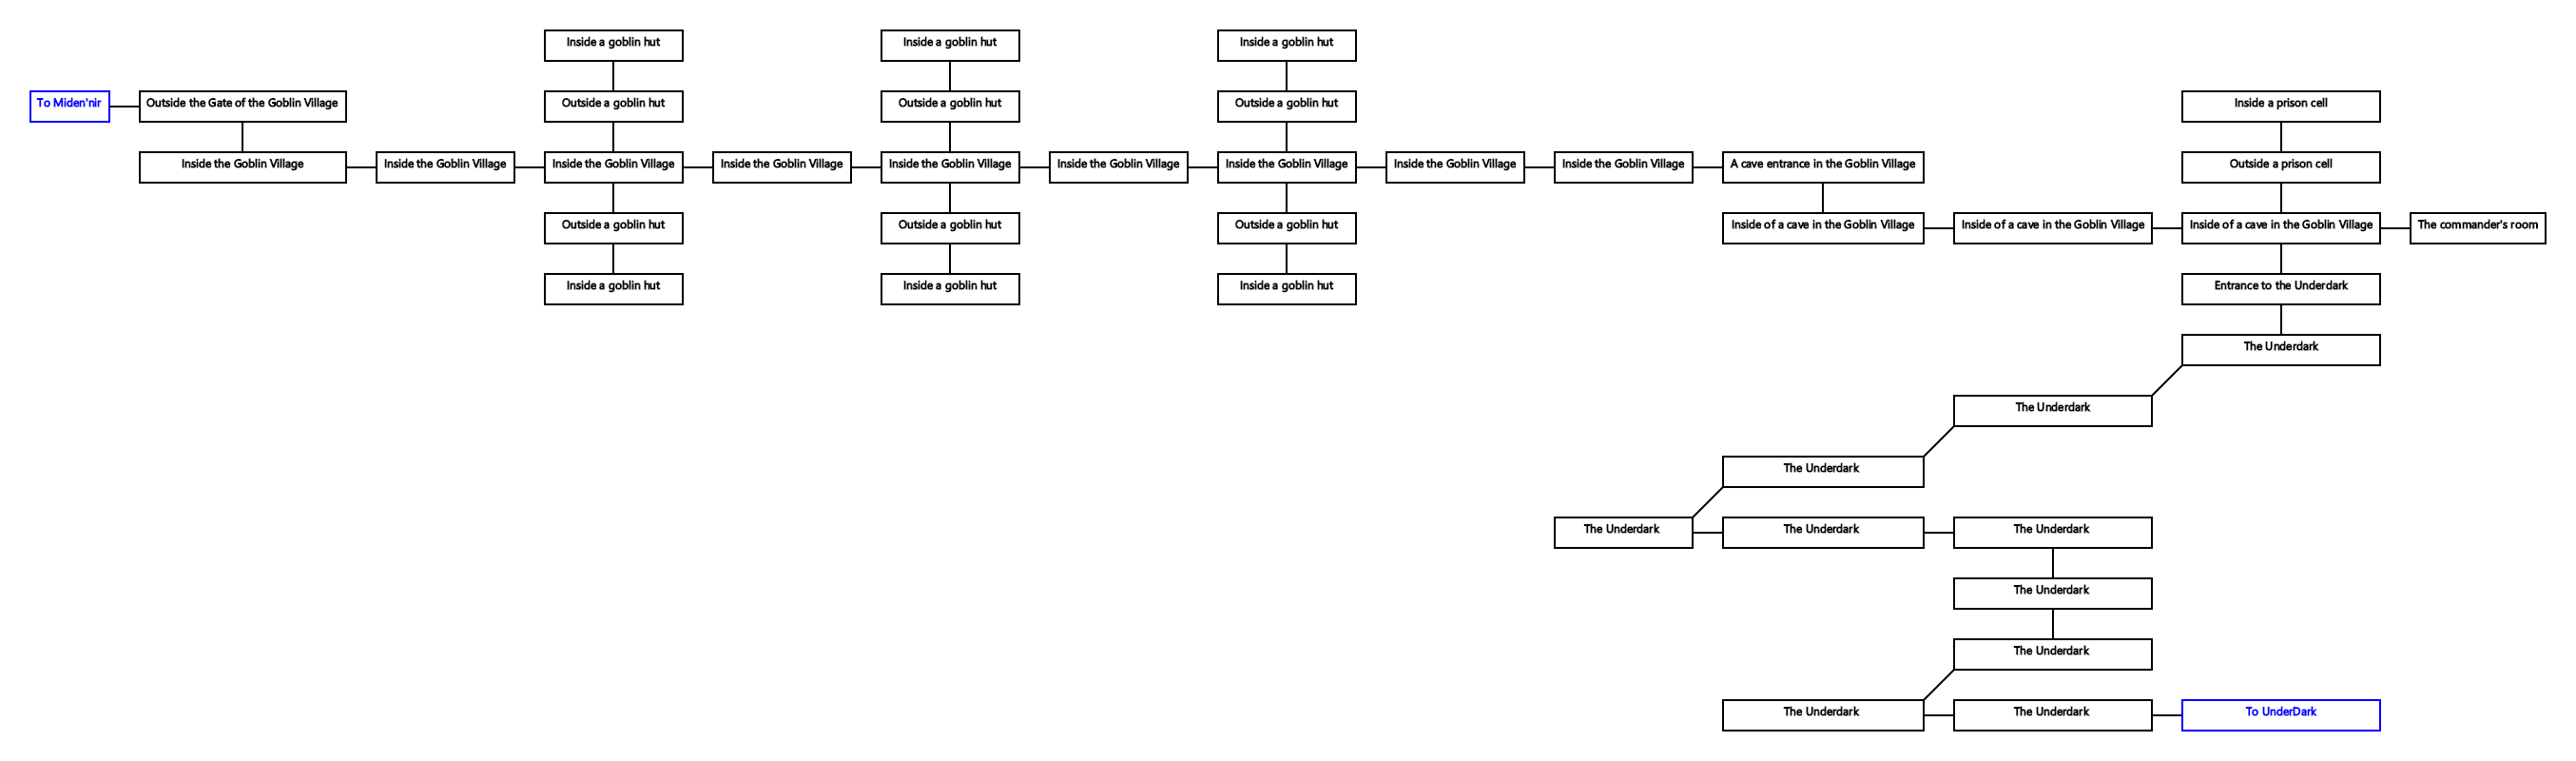 Inside a goblin hut
Inside a goblin hut
Inside a goblin hut
To Miden'nir
Outside the Gate of the Goblin Village
Outside a goblin hut
Outside a goblin hut
Outside a goblin hut
Inside a prison cell
Inside the Goblin Village
Inside the Goblin Village
Inside the Goblin Village
Inside the Goblin Village
Inside the Goblin Village
Inside the Goblin Village
Inside the Goblin Village
Inside the Goblin Village
Inside the Goblin Village
A cave entrance in the Goblin Village
Outside a prison cell
Outside a goblin hut
Outside a goblin hut
Outside a goblin hut
Inside of a cave in the Goblin Village
Inside of a cave in the Goblin Village
Inside of a cave in the Goblin Village
The commander's room
Inside a goblin hut
Inside a goblin hut
Inside a goblin hut
Entrance to the Underdark
The Underdark
The Underdark
The Underdark
The Underdark
The Underdark
The Underdark
The Underdark
The Underdark
The Underdark
The Underdark
To UnderDark